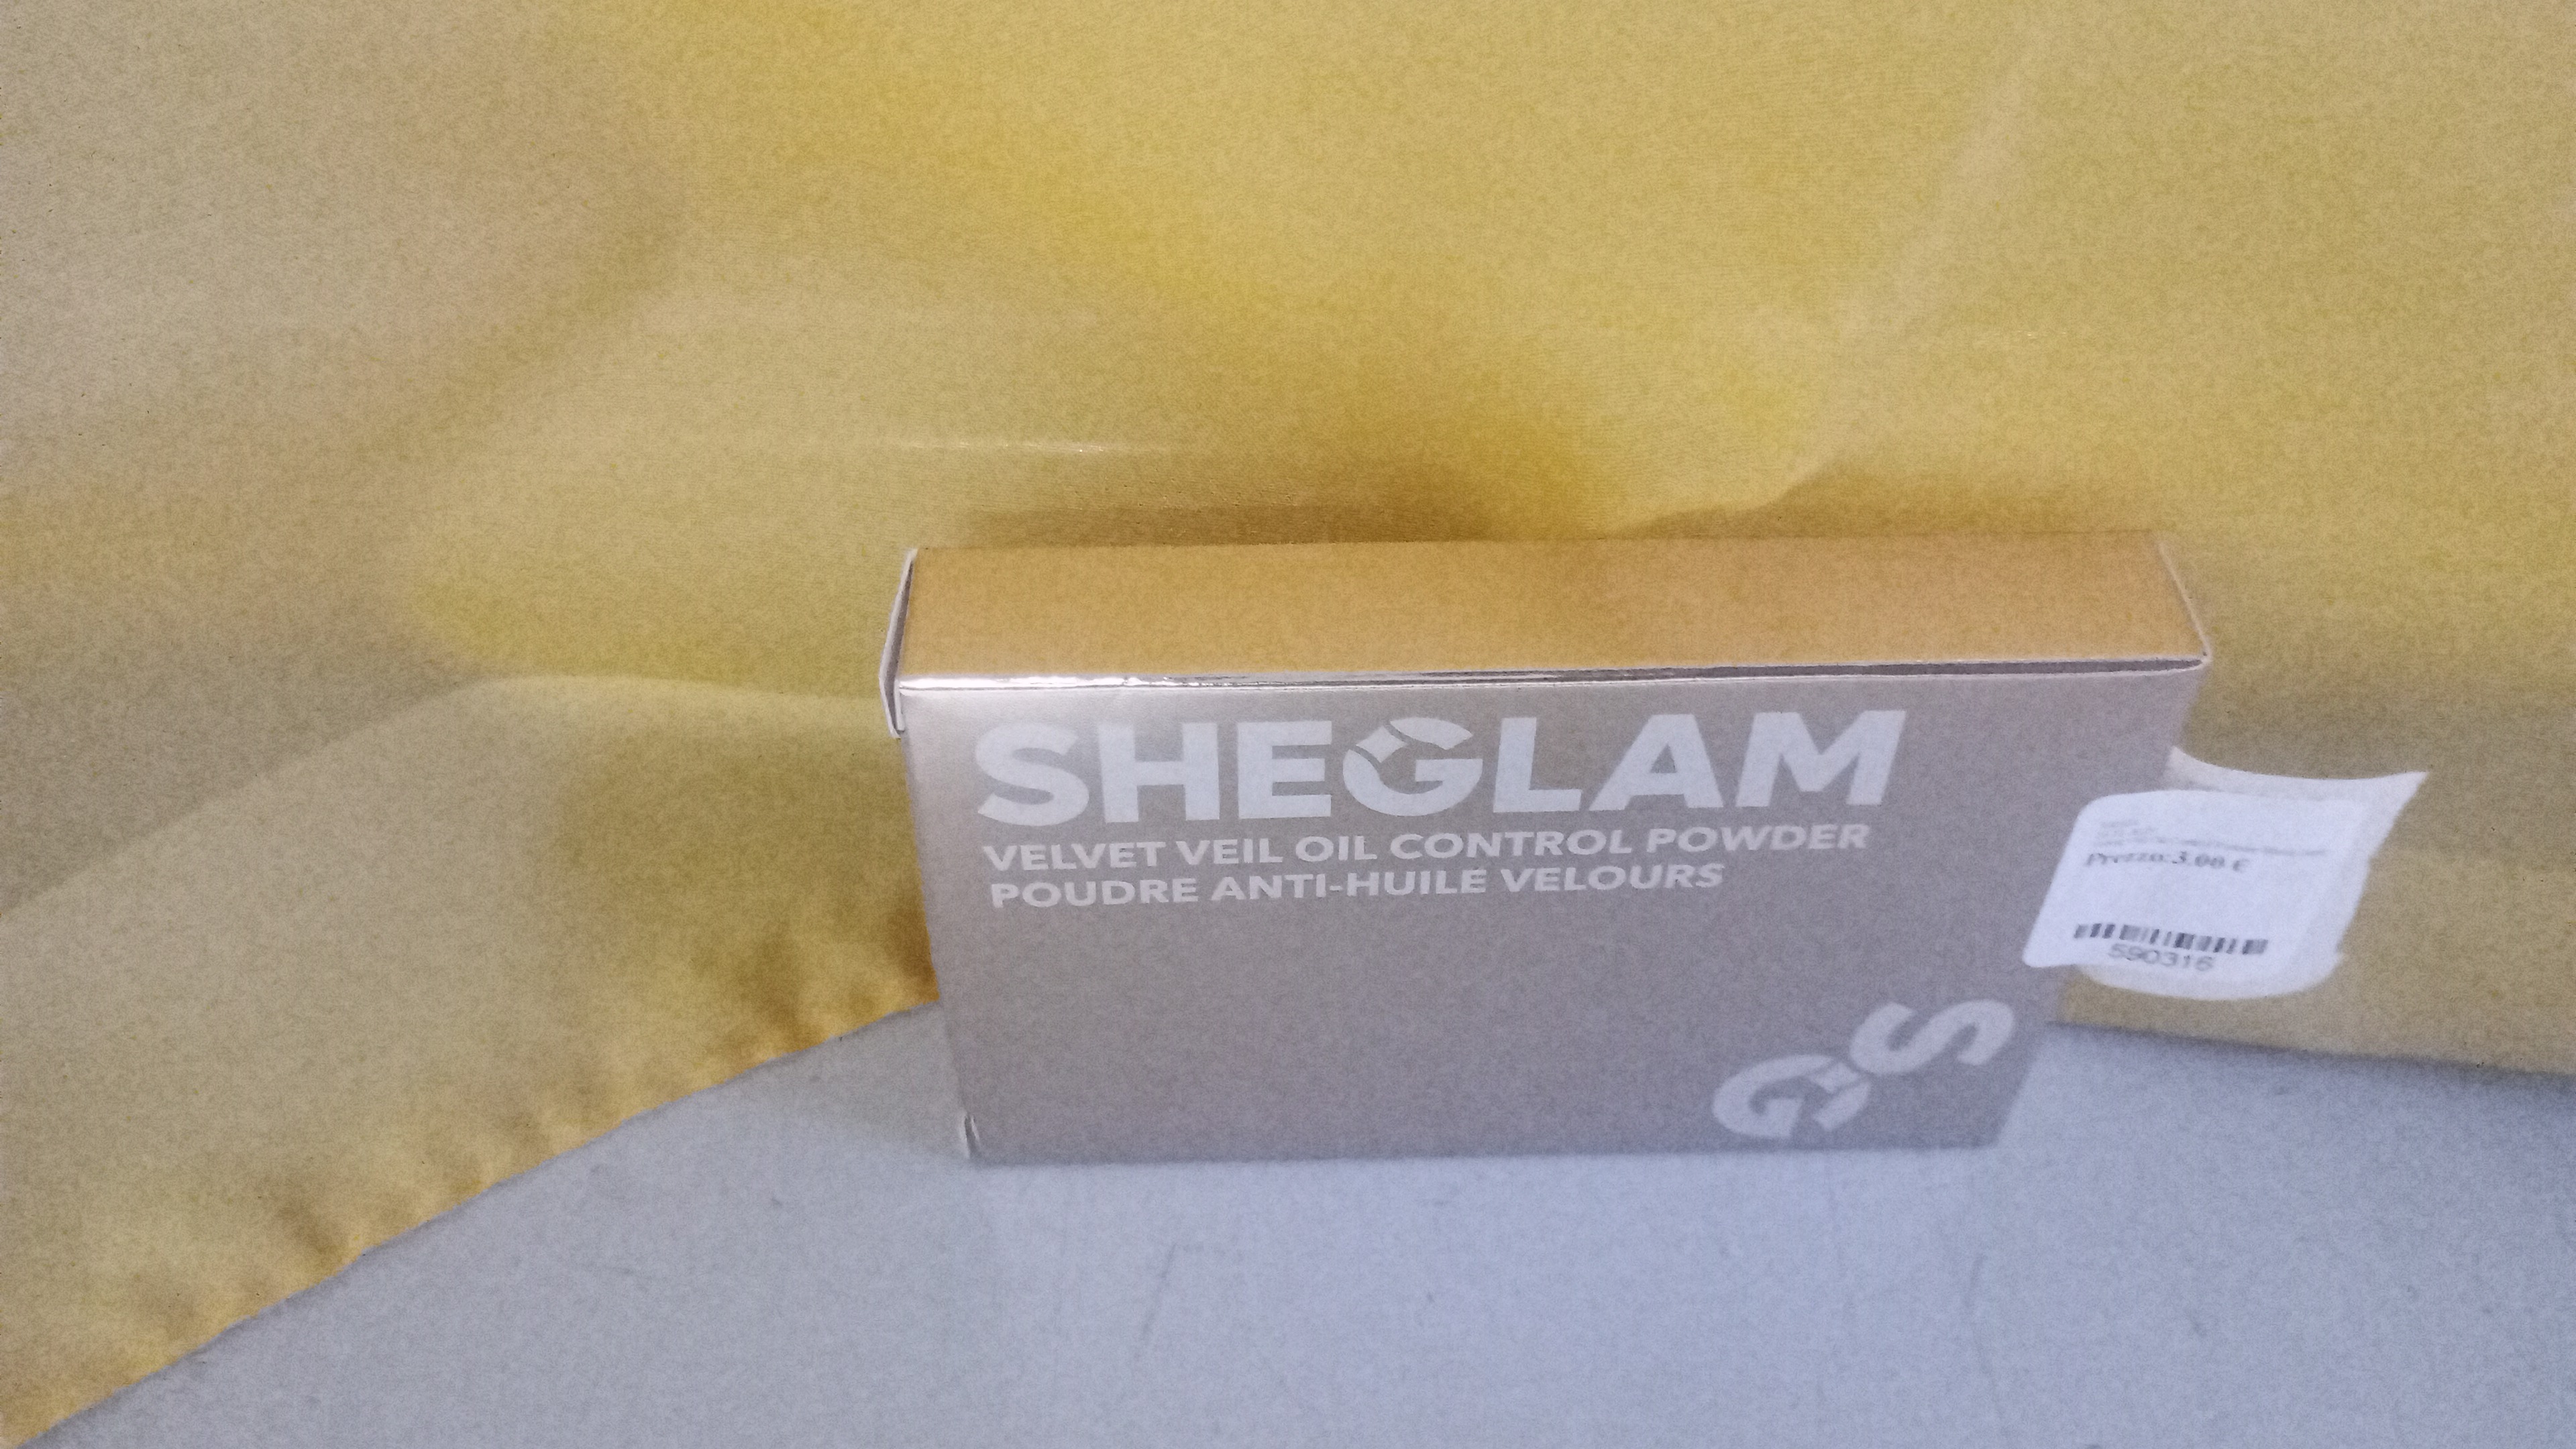 SHEGLAM
VELVET VEIL OIL CONTROL POWDER
POUDRE ANTI-HUILE VELOURS
Prezzo:3.00 €
590316
GS